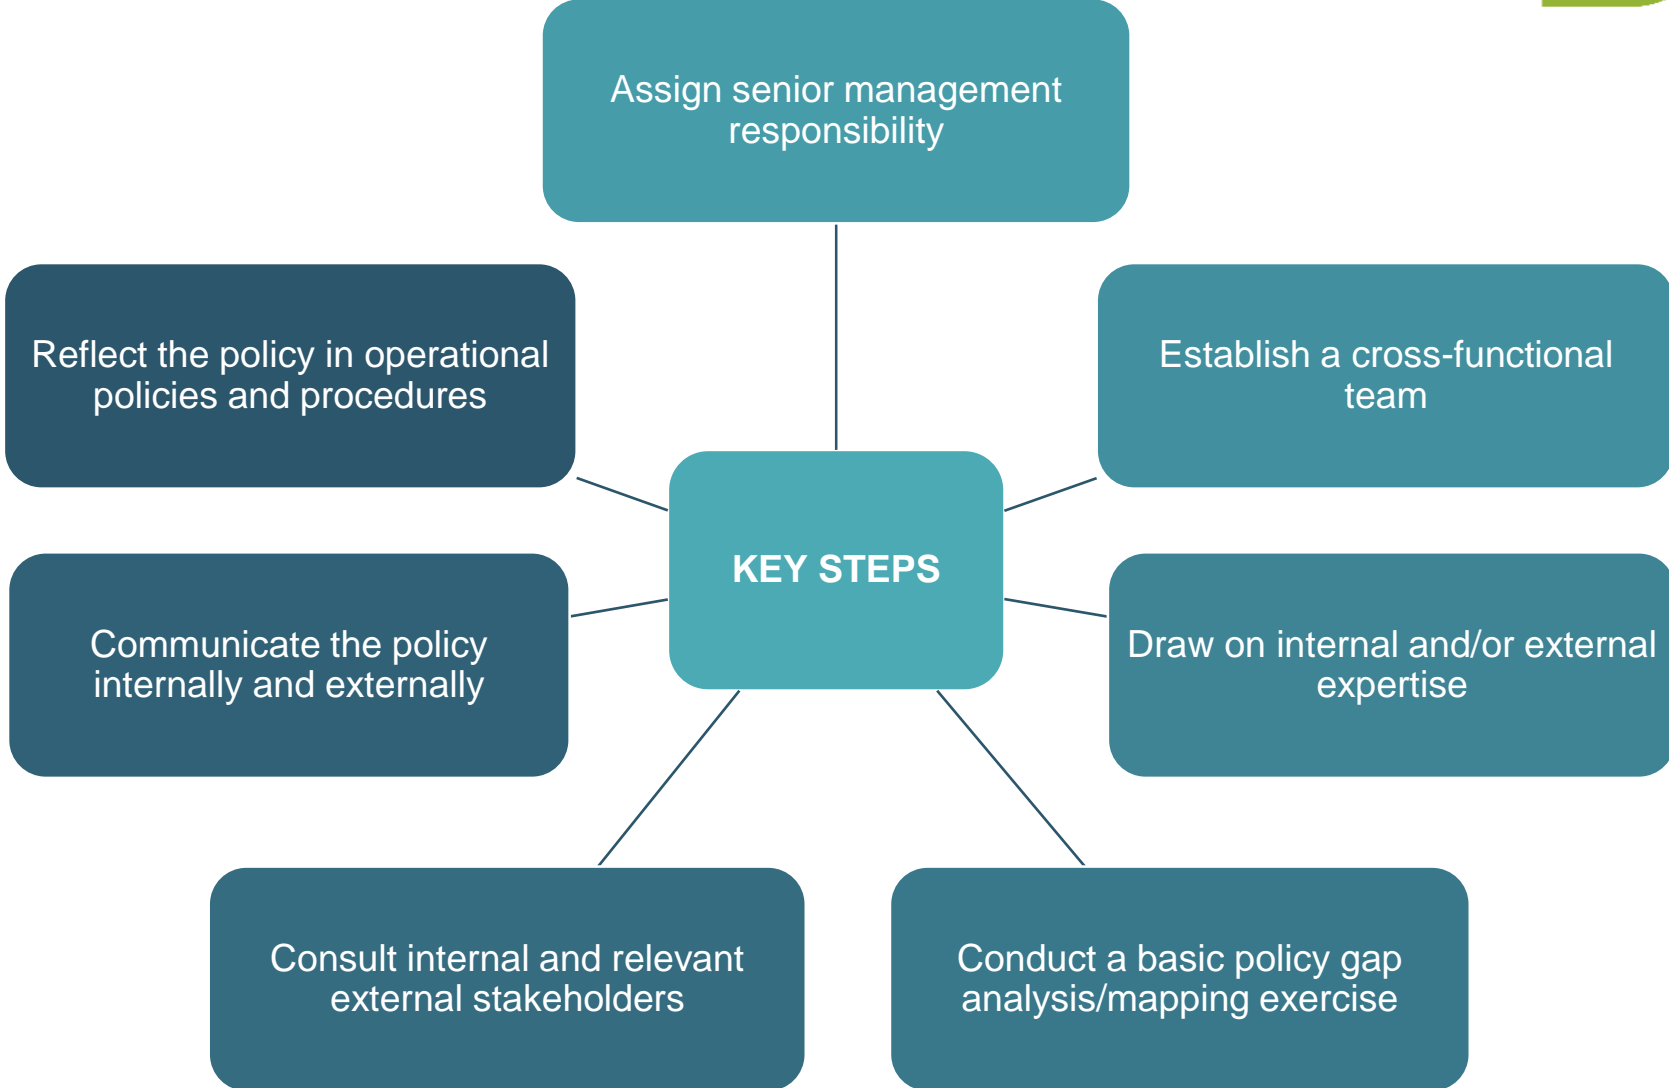 Assign senior management
responsibility
Establish a cross-functional
team
Draw on internal and/or external
expertise
Conduct a basic policy gap
analysis/mapping exercise
Consult internal and relevant
external stakeholders
Communicate the policy
internally and externally
Reflect the policy in operational
policies and procedures
KEY STEPS